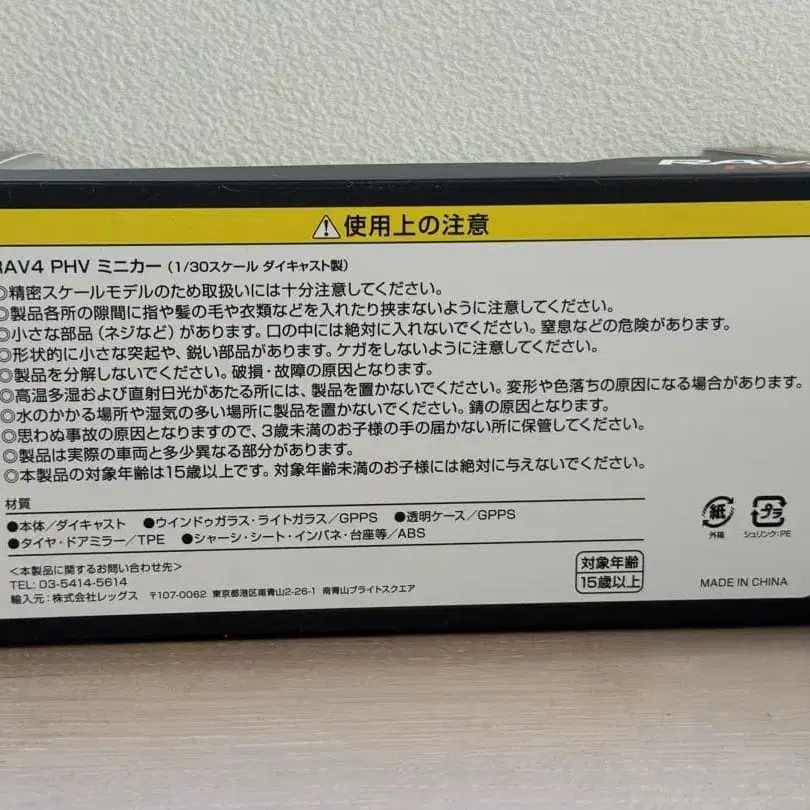 RAV
⚠使用上の注意
RAV4 PHV ミニカー（1/30スケール ダイキャスト製）
◎精密スケールモデルのため取扱いには十分注意してください。
◎製品各所の隙間に指や髪の毛や衣類などを入れたり挟まないように注意してください。
◎小さな部品（ネジなど）があります。口の中には絶対に入れないでください。窒息などの危険があります。
◎形状的に小さな突起や、鋭い部品があります。ケガをしないように注意してください。
◎製品を分解しないでください。破損・故障の原因となります。
◎高温多湿および直射日光があたる所には、製品を置かないでください。変形や色落ちの原因になる場合があります。
◎水のかかる場所や湿気の多い場所に製品を置かないでください。錆の原因となります。
◎思わぬ事故の原因となりますので、3歳未満のお子様の手の届かない所に保管してください。
◎製品は実際の車両と多少異なる部分があります。
◎本製品の対象年齢は15歳以上です。対象年齢未満のお子様には絶対に与えないでください。
材質
●本体／ダイキャスト ●ウインドゥガラス・ライトガラス／GPPS ●透明ケース／GPPS
●タイヤ・ドアミラー／TPE ●シャーシ・シート・インパネ・台座等／ABS
紙
外箱
プラ
シュリンク：PE
＜本製品に関するお問い合わせ先＞
TEL: 03-5414-5614
輸入元：株式会社レッグス 〒107-0062 東京都港区南青山2-26-1 南青山ブライトスクエア
対象年齢
15歳以上
MADE IN CHINA